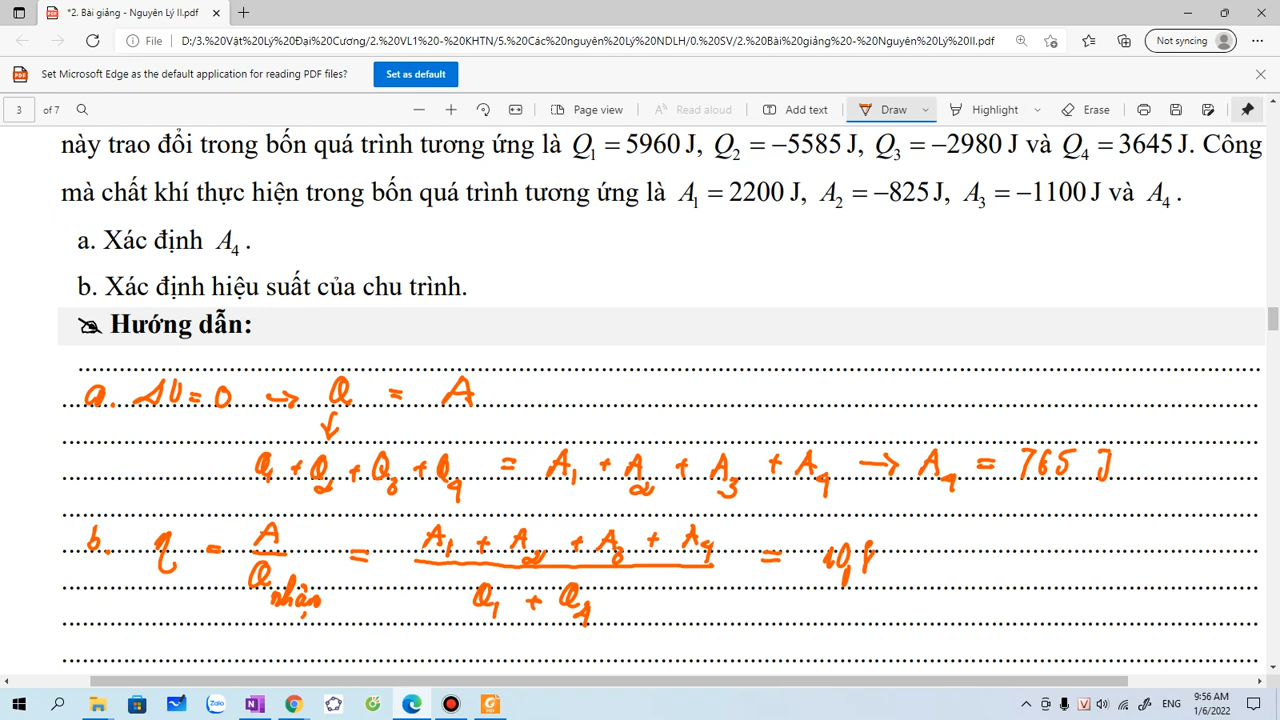 *2. Bài giảng - Nguyên Lý II.pdf
File D:/3.%20Vật%20Lý%20Đại%20Cương/2.%20VL1%20-%20KHTN/5.%20Các%20nguyên%20Lý%20NDLH/0.%20SV/2.%20Bài%20giảng%20-%20Nguyên%20Lý%20II.pdf Not syncing
Set Microsoft Edge as the default application for reading PDF files? Set as default
3 of 7 Page view Read aloud Add text Draw Highlight Erase
này trao đổi trong bốn quá trình tương ứng là Q₁ = 5960 J, Q₂ = −5585 J, Q₃ = −2980 J và Q₄ = 3645 J. Công
mà chất khí thực hiện trong bốn quá trình tương ứng là A₁ = 2200 J, A₂ = −825 J, A₃ = −1100 J và A₄ .
a. Xác định A₄ .
b. Xác định hiệu suất của chu trình.
Hướng dẫn:
a. ΔU = 0 → Q = A
Q₁ + Q₂ + Q₃ + Q₄ = A₁ + A₂ + A₃ + A₄ → A₄ = 765 J
b. η = A / Q nhận = (A₁ + A₂ + A₃ + A₄) / (Q₁ + Q₄) =
ENG 9:56 AM
1/6/2022